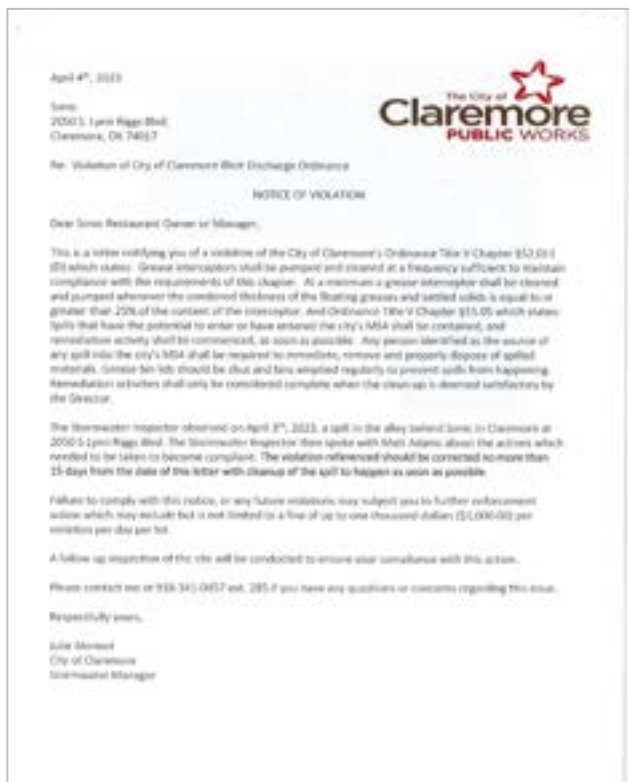 April 4th, 2023
The City of
Claremore
PUBLIC WORKS
Sonic
2050 S. Lynn Riggs Blvd.
Claremore, OK 74017
Re: Violation of City of Claremore Illicit Discharge Ordinance
NOTICE OF VIOLATION
Dear Sonic Restaurant Owner or Manager,
This is a letter notifying you of a violation of the City of Claremore's Ordinance Title V Chapter
which states: Grease interceptors shall be pumped and cleaned at a frequency sufficient to maintain
compliance with the requirements of this chapter. At a minimum a grease interceptor shall be cleaned
and pumped whenever the combined thickness of the floating greases and settled solids is equal to or
greater than 25% of the content of the interceptor. And Ordinance Title V Chapter which states:
Spills that have the potential to enter or have entered the city's MS4 shall be contained, and
remediation activity shall be commenced, as soon as possible. Any person identified as the source of
any spill into the city's MS4 shall be required to remediate, remove and properly dispose of spilled
materials. Grease bin lids should be shut and bins emptied regularly to prevent spills from happening.
Remediation activities shall only be considered complete when the clean-up is deemed satisfactory by
the Director.
The Stormwater Inspector observed on April 3rd, 2023, a spill in the alley behind Sonic in Claremore at
2050 S Lynn Riggs Blvd. The Stormwater Inspector then spoke with Matt Adams about the actions which
needed to be taken to become compliant. The violation referenced should be corrected no more than
15 days from the date of this letter with cleanup of the spill to happen as soon as possible.
Failure to comply with this notice, or any future violations may subject you to further enforcement
action which may include but is not limited to a fine of up to one thousand dollars ($1,000.00) per
violation per day per
A follow up inspection of the site will be conducted to ensure your compliance with this action.
Please contact me at 918-341-0457 ext. 285 if you have any questions or concerns regarding this issue.
Respectfully yours,
Julie
City of Claremore
Stormwater Manager